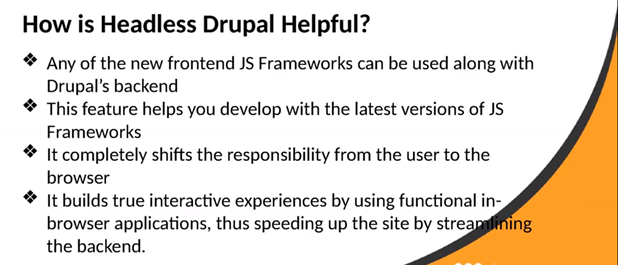 How is Headless Drupal Helpful?
❖ Any of the new frontend JS Frameworks can be used along with
Drupal's backend
❖ This feature helps you develop with the latest versions of JS
Frameworks
❖ It completely shifts the responsibility from the user to the
browser
❖ It builds true interactive experiences by using functional in-
browser applications, thus speeding up the site by streamlining
the backend.